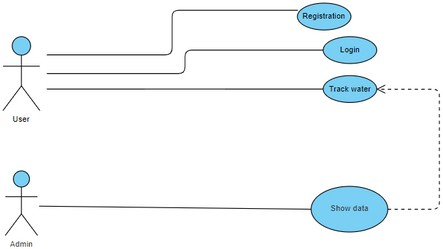 Registration
Login
Track water
User
Show data
Admin